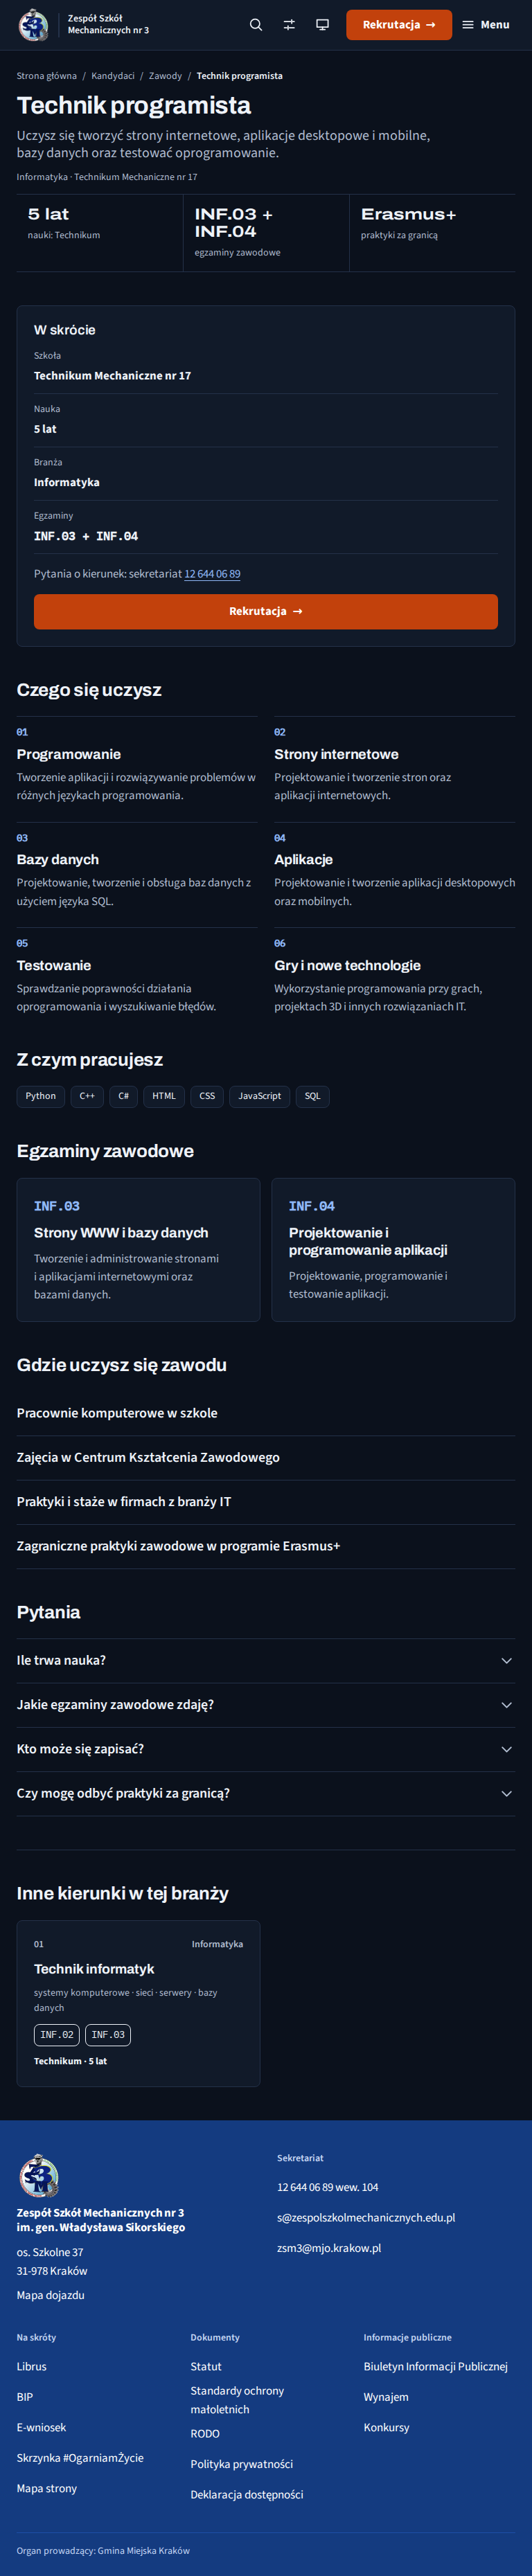 Zespół Szkół
Mechanicznych nr 3
Rekrutacja →
Menu
Strona główna / Kandydaci / Zawody / Technik programista
Technik programista
Uczysz się tworzyć strony internetowe, aplikacje desktopowe i mobilne,
bazy danych oraz testować oprogramowanie.
Informatyka · Technikum Mechaniczne nr 17
5 lat
nauki: Technikum
INF.03 +
INF.04
egzaminy zawodowe
Erasmus+
praktyki za granicą
W skrócie
Szkoła
Technikum Mechaniczne nr 17
Nauka
5 lat
Branża
Informatyka
Egzaminy
INF.03 + INF.04
Pytania o kierunek: sekretariat 12 644 06 89
Rekrutacja →
Czego się uczysz
01
Programowanie
Tworzenie aplikacji i rozwiązywanie problemów w
różnych językach programowania.
02
Strony internetowe
Projektowanie i tworzenie stron oraz
aplikacji internetowych.
03
Bazy danych
Projektowanie, tworzenie i obsługa baz danych z
użyciem języka SQL.
04
Aplikacje
Projektowanie i tworzenie aplikacji desktopowych
oraz mobilnych.
05
Testowanie
Sprawdzanie poprawności działania
oprogramowania i wyszukiwanie błędów.
06
Gry i nowe technologie
Wykorzystanie programowania przy grach,
projektach 3D i innych rozwiązaniach IT.
Z czym pracujesz
Python
C++
C#
HTML
CSS
JavaScript
SQL
Egzaminy zawodowe
INF.03
Strony WWW i bazy danych
Tworzenie i administrowanie stronami
i aplikacjami internetowymi oraz
bazami danych.
INF.04
Projektowanie i
programowanie aplikacji
Projektowanie, programowanie i
testowanie aplikacji.
Gdzie uczysz się zawodu
Pracownie komputerowe w szkole
Zajęcia w Centrum Kształcenia Zawodowego
Praktyki i staże w firmach z branży IT
Zagraniczne praktyki zawodowe w programie Erasmus+
Pytania
Ile trwa nauka?
Jakie egzaminy zawodowe zdaję?
Kto może się zapisać?
Czy mogę odbyć praktyki za granicą?
Inne kierunki w tej branży
01
Informatyka
Technik informatyk
systemy komputerowe · sieci · serwery · bazy
danych
INF.02
INF.03
Technikum · 5 lat
Zespół Szkół Mechanicznych nr 3
im. gen. Władysława Sikorskiego
os. Szkolne 37
31-978 Kraków
Mapa dojazdu
Sekretariat
12 644 06 89 wew. 104
s@zespolszkolmechanicznych.edu.pl
zsm3@mjo.krakow.pl
Na skróty
Librus
BIP
E-wniosek
Skrzynka #OgarniamŻycie
Mapa strony
Dokumenty
Statut
Standardy ochrony
małoletnich
RODO
Polityka prywatności
Deklaracja dostępności
Informacje publiczne
Biuletyn Informacji Publicznej
Wynajem
Konkursy
Organ prowadzący: Gmina Miejska Kraków